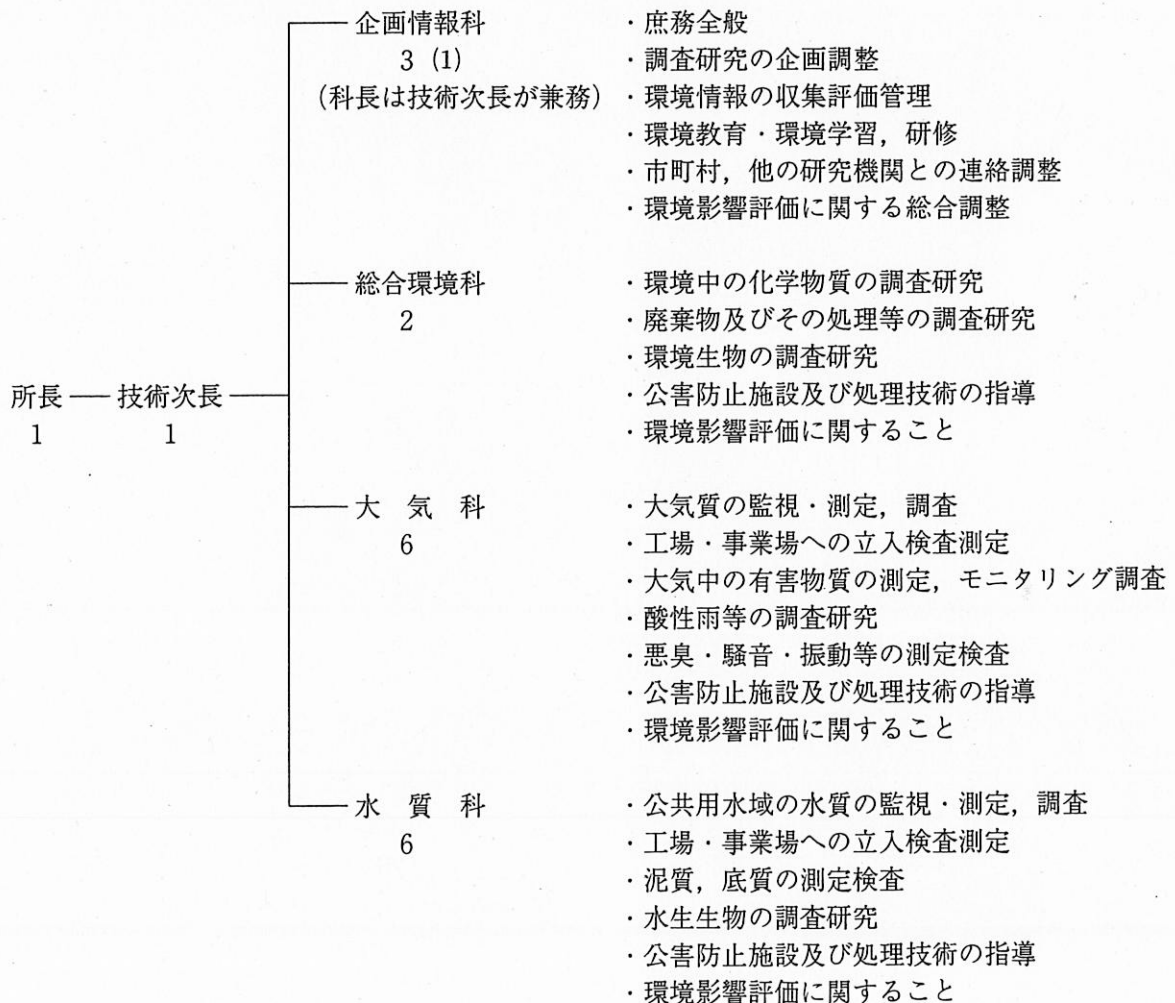 企画情報科
3 (1)
(科長は技術次長が兼務)
・庶務全般
・調査研究の企画調整
・環境情報の収集評価管理
・環境教育・環境学習，研修
・市町村，他の研究機関との連絡調整
・環境影響評価に関する総合調整
総合環境科
2
・環境中の化学物質の調査研究
・廃棄物及びその処理等の調査研究
・環境生物の調査研究
・公害防止施設及び処理技術の指導
・環境影響評価に関すること
所長 技術次長
1 1
大 気 科
6
・大気質の監視・測定，調査
・工場・事業場への立入検査測定
・大気中の有害物質の測定，モニタリング調査
・酸性雨等の調査研究
・悪臭・騒音・振動等の測定検査
・公害防止施設及び処理技術の指導
・環境影響評価に関すること
水 質 科
6
・公共用水域の水質の監視・測定，調査
・工場・事業場への立入検査測定
・泥質，底質の測定検査
・水生生物の調査研究
・公害防止施設及び処理技術の指導
・環境影響評価に関すること